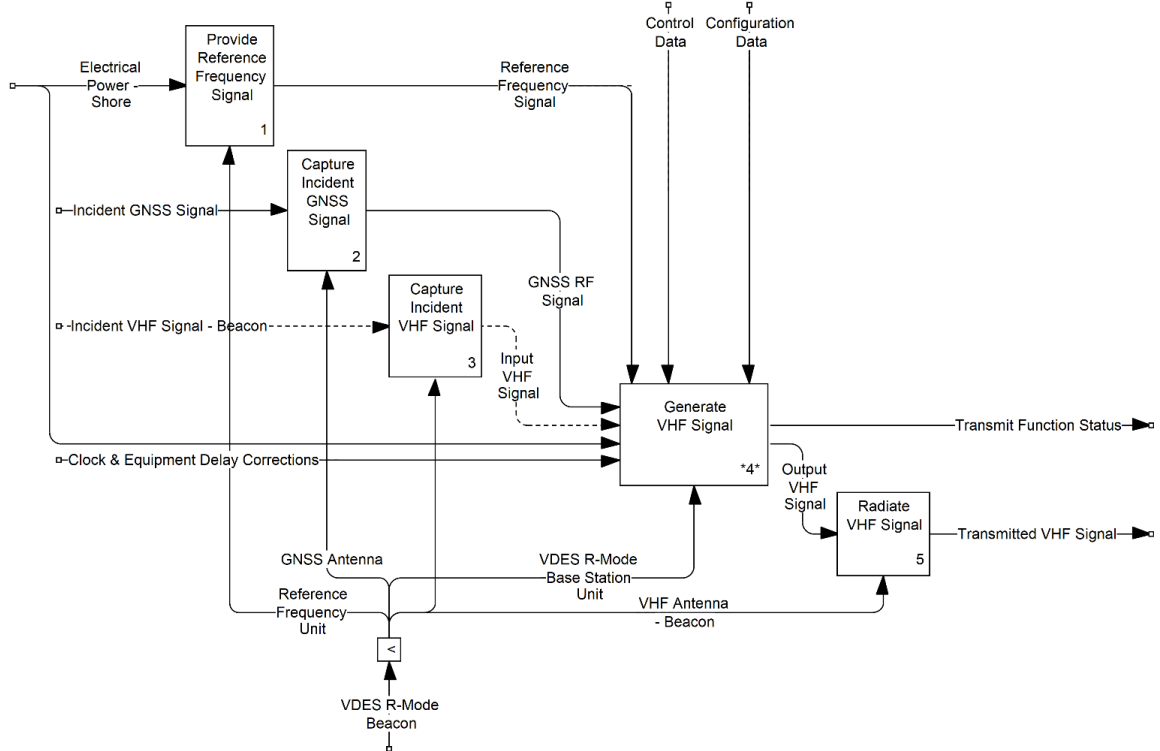 Control
Data
Configuration
Data
Provide
Reference
Frequency
Signal
1
Electrical
Power -
Shore
Reference
Frequency
Signal
Capture
Incident
GNSS
Signal
2
Incident GNSS Signal
GNSS RF
Signal
Capture
Incident
VHF Signal
3
Incident VHF Signal - Beacon
Input
VHF
Signal
Generate
VHF Signal
*4*
Transmit Function Status
Clock & Equipment Delay Corrections
Output
VHF
Signal
Radiate
VHF Signal
5
Transmitted VHF Signal
GNSS Antenna
VDES R-Mode
Base Station
Unit
Reference
Frequency
Unit
VHF Antenna
- Beacon
<
VDES R-Mode
Beacon